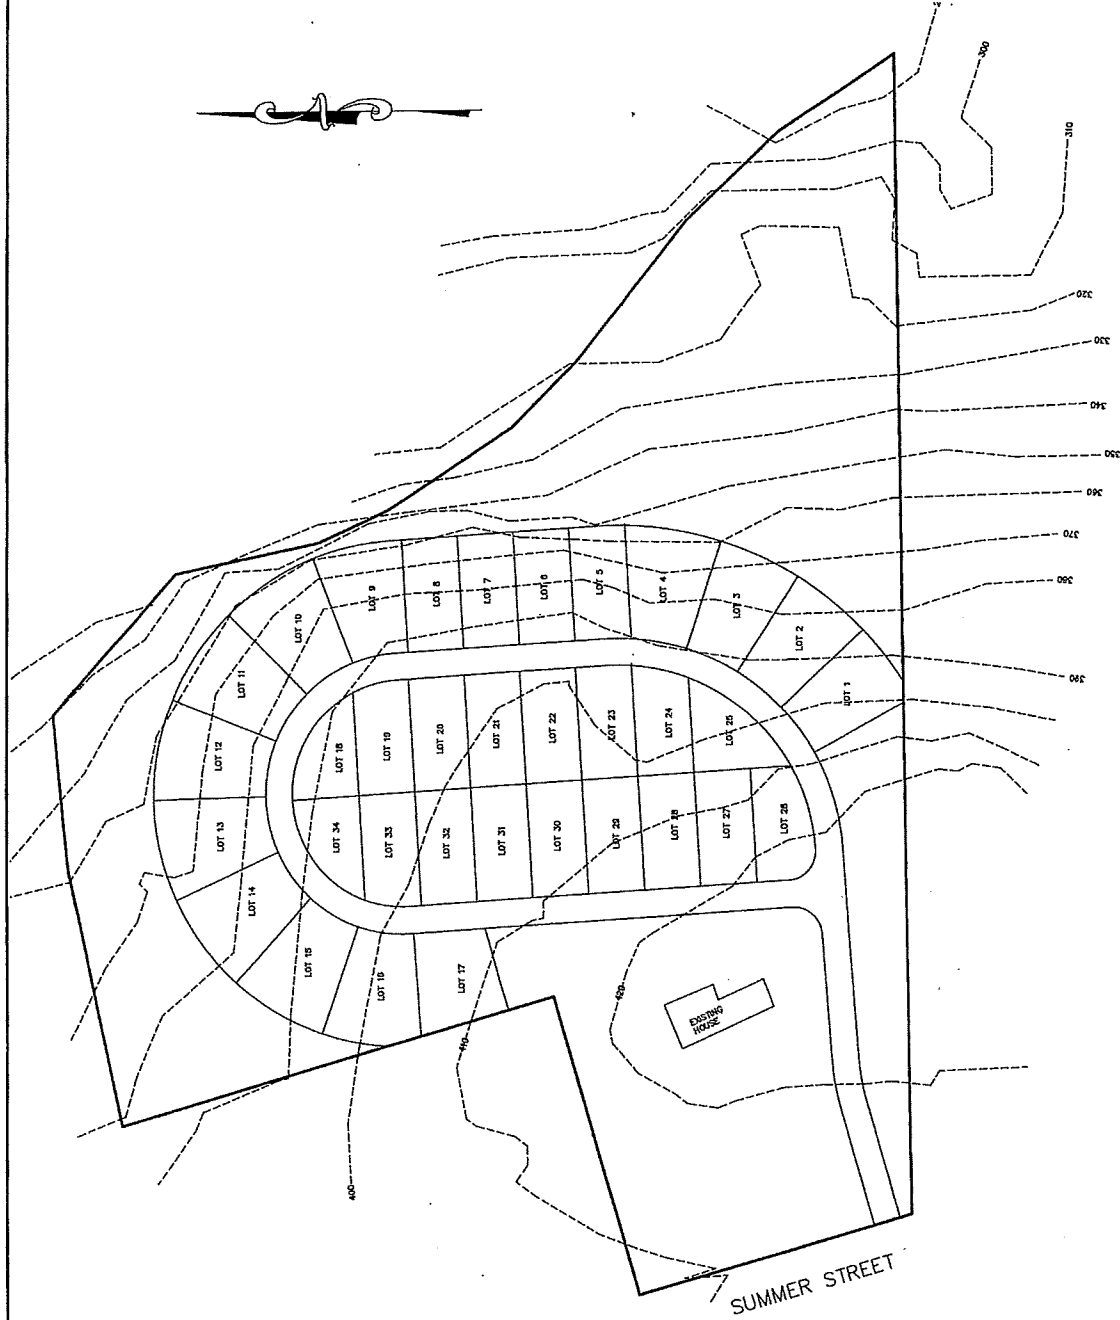 300
310
320
330
340
350
360
370
380
390
LOT 1
LOT 2
LOT 3
LOT 4
LOT 5
LOT 6
LOT 7
LOT 8
LOT 9
LOT 10
LOT 11
LOT 12
LOT 13
LOT 14
LOT 15
LOT 16
LOT 17
LOT 18
LOT 19
LOT 20
LOT 21
LOT 22
LOT 23
LOT 24
LOT 25
LOT 26
LOT 27
LOT 28
LOT 29
LOT 30
LOT 31
LOT 32
LOT 33
LOT 34
EXISTING
HOUSE
420
410
400
SUMMER STREET